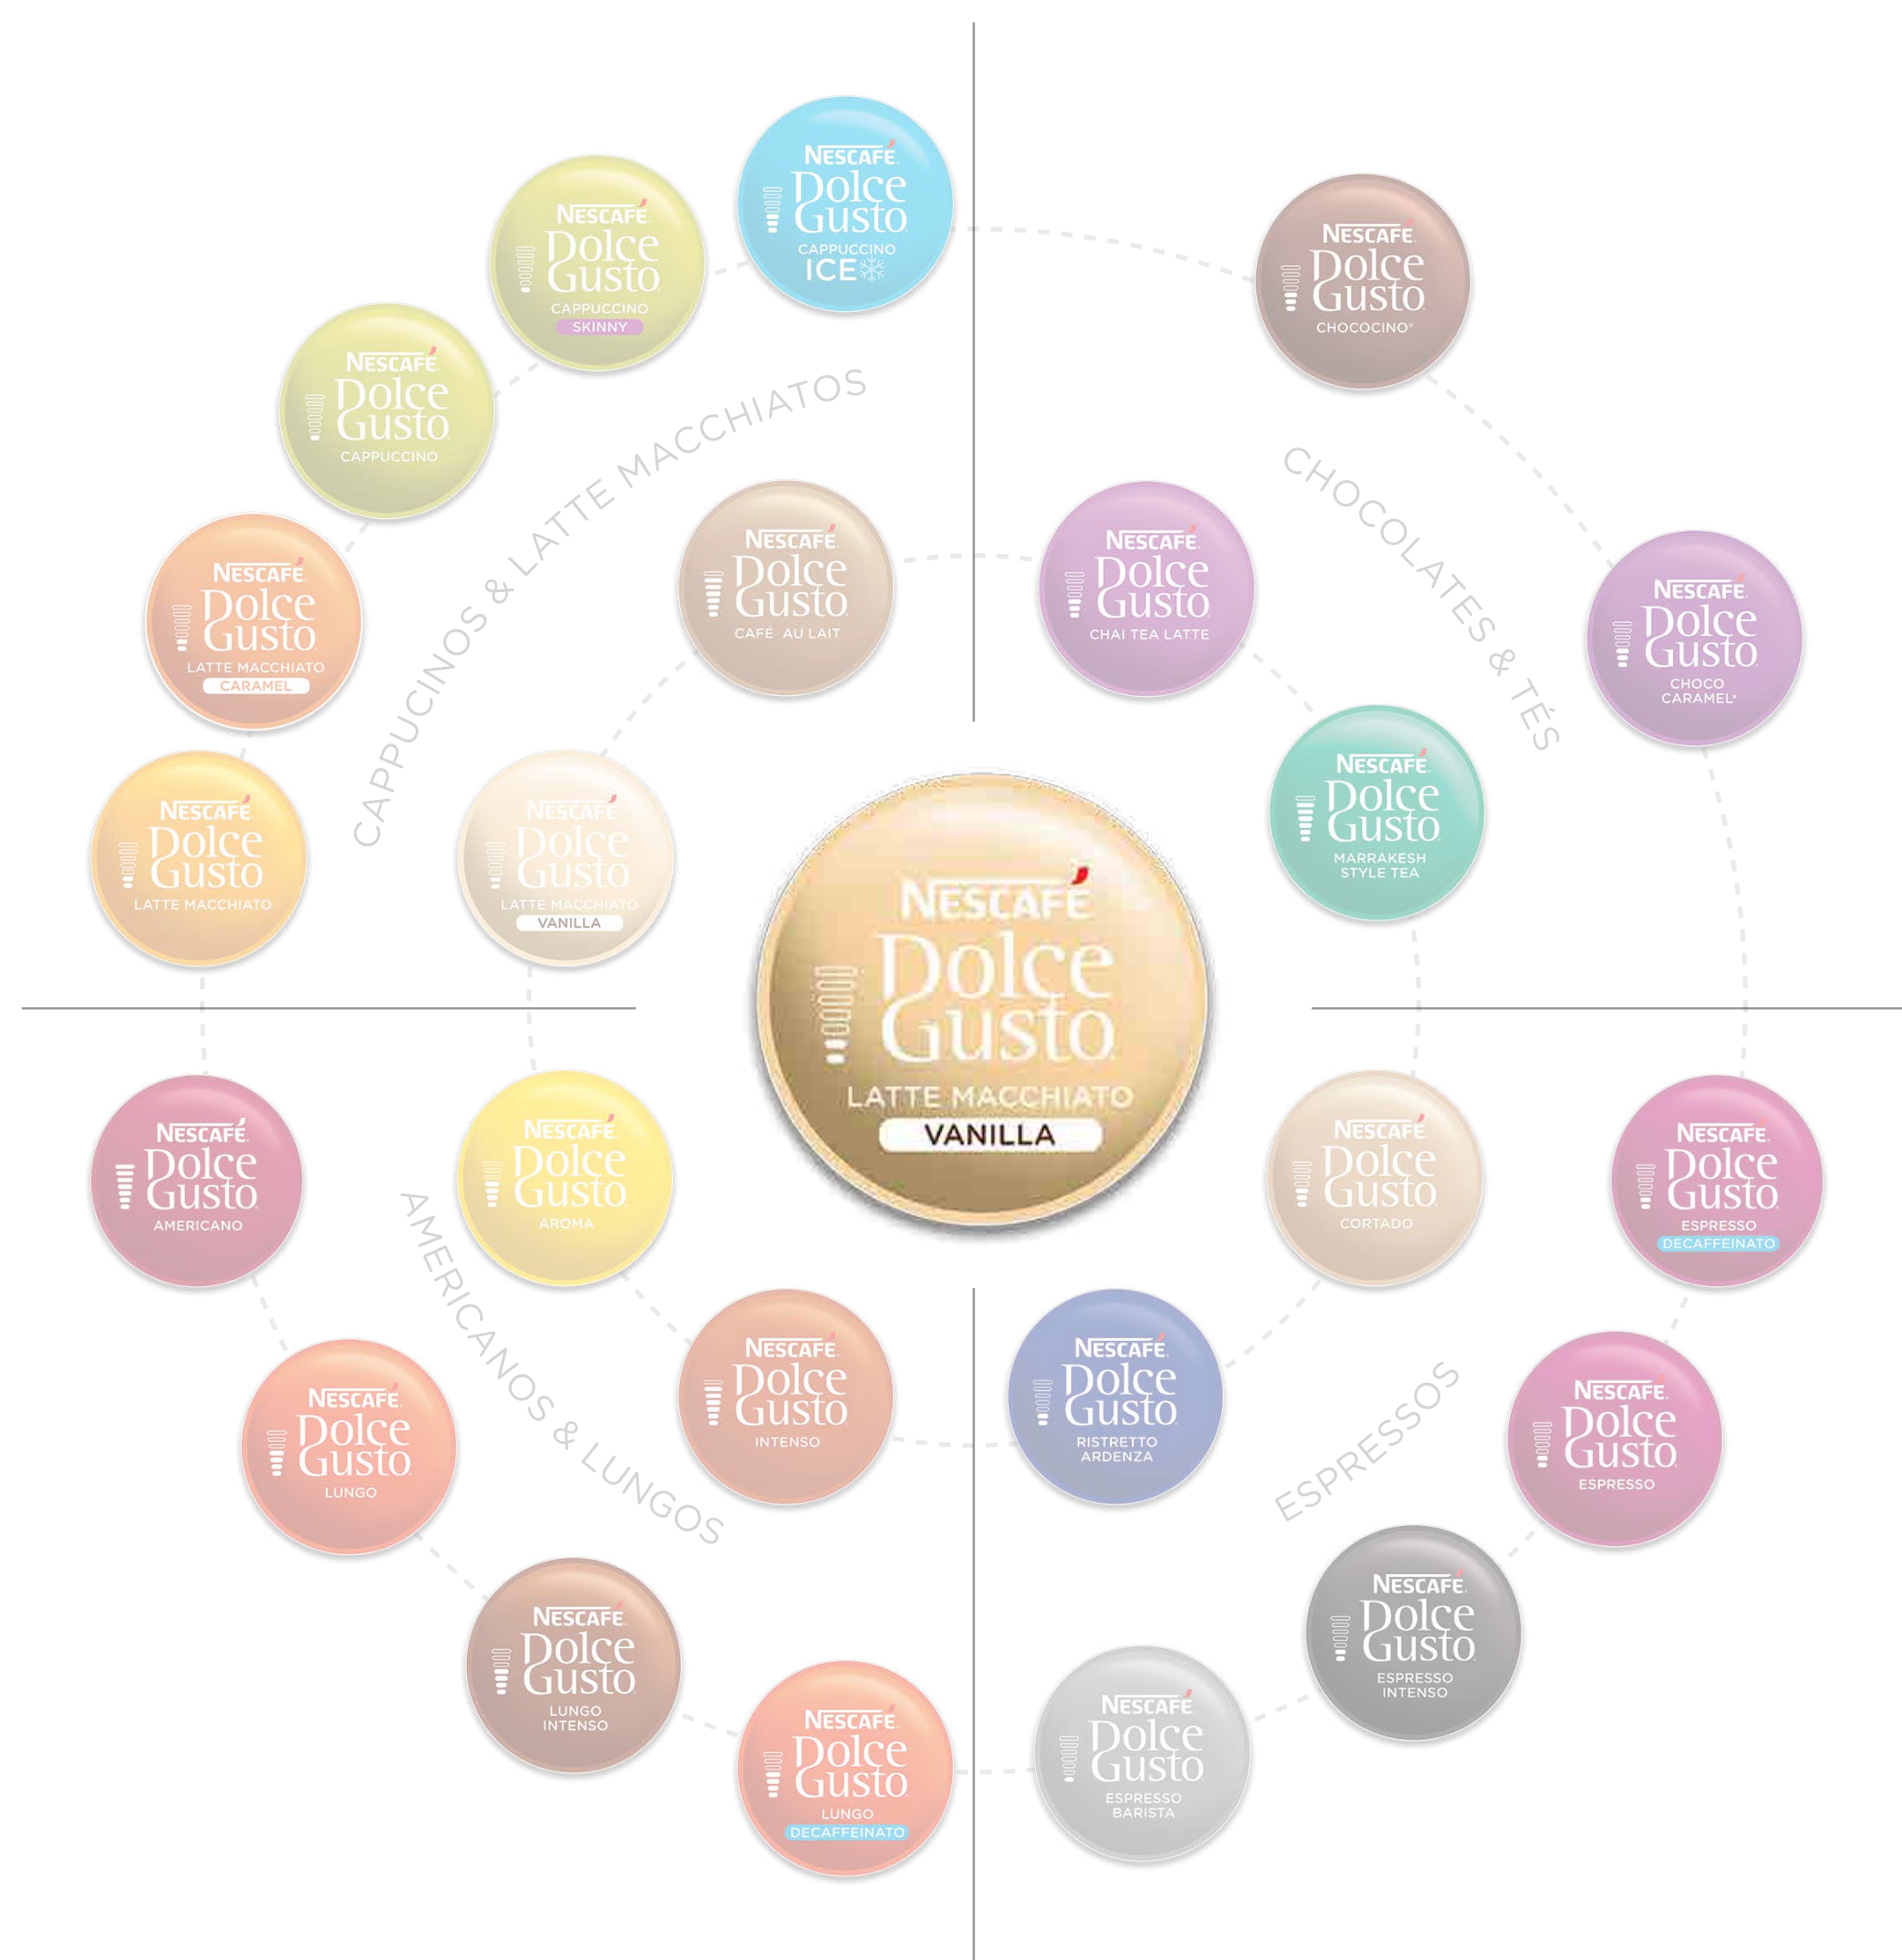 NESCAFÉ.
Dolce
Gusto
CAPPUCCINO
ICE
NESCAFÉ.
Dolce
Gusto
CAPPUCCINO
SKINNY
NESCAFÉ.
Dolce
Gusto
CAPPUCCINO
NESCAFÉ.
Dolce
Gusto
LATTE MACCHIATO
CARAMEL
NESCAFÉ
Dolce
Gusto
LATTE MACCHIATO
CAPPUCINOS & LATTE MACCHIATOS
NESCAFÉ.
Dolce
Gusto
CAFÉ AU LAIT
NESCAFÉ
Dolce
Gusto
LATTE MACCHIATO
VANILLA
NESCAFÉ.
Dolce
Gusto
CHOCOCINO®
NESCAFÉ.
Dolce
Gusto
CHOCO
CARAMEL*
CHOCOLATES & TÉS
NESCAFÉ.
Dolce
Gusto
CHAI TEA LATTE
NESCAFÉ.
Dolce
Gusto
MARRAKESH
STYLE TEA
NESCAFÉ
Dolce
Gusto
LATTE MACCHIATO
VANILLA
NESCAFÉ.
Dolce
Gusto
AMERICANO
NESCAFÉ
Dolce
Gusto
AROMA
AMERICANOS & LUNGOS
NESCAFÉ.
Dolce
Gusto
INTENSO
NESCAFÉ.
Dolce
Gusto
LUNGO
NESCAFÉ.
Dolce
Gusto
LUNGO
INTENSO
NESCAFÉ.
Dolce
Gusto
LUNGO
DECAFFEINATO
NESCAFÉ
Dolce
Gusto
CORTADO
NESCAFÉ.
Dolce
Gusto
ESPRESSO
DECAFFEINATO
NESCAFÉ.
Dolce
Gusto
RISTRETTO
ARDENZA
ESPRESSOS
NESCAFÉ.
Dolce
Gusto
ESPRESSO
NESCAFÉ.
Dolce
Gusto
ESPRESSO
INTENSO
NESCAFÉ.
Dolce
Gusto
ESPRESSO
BARISTA